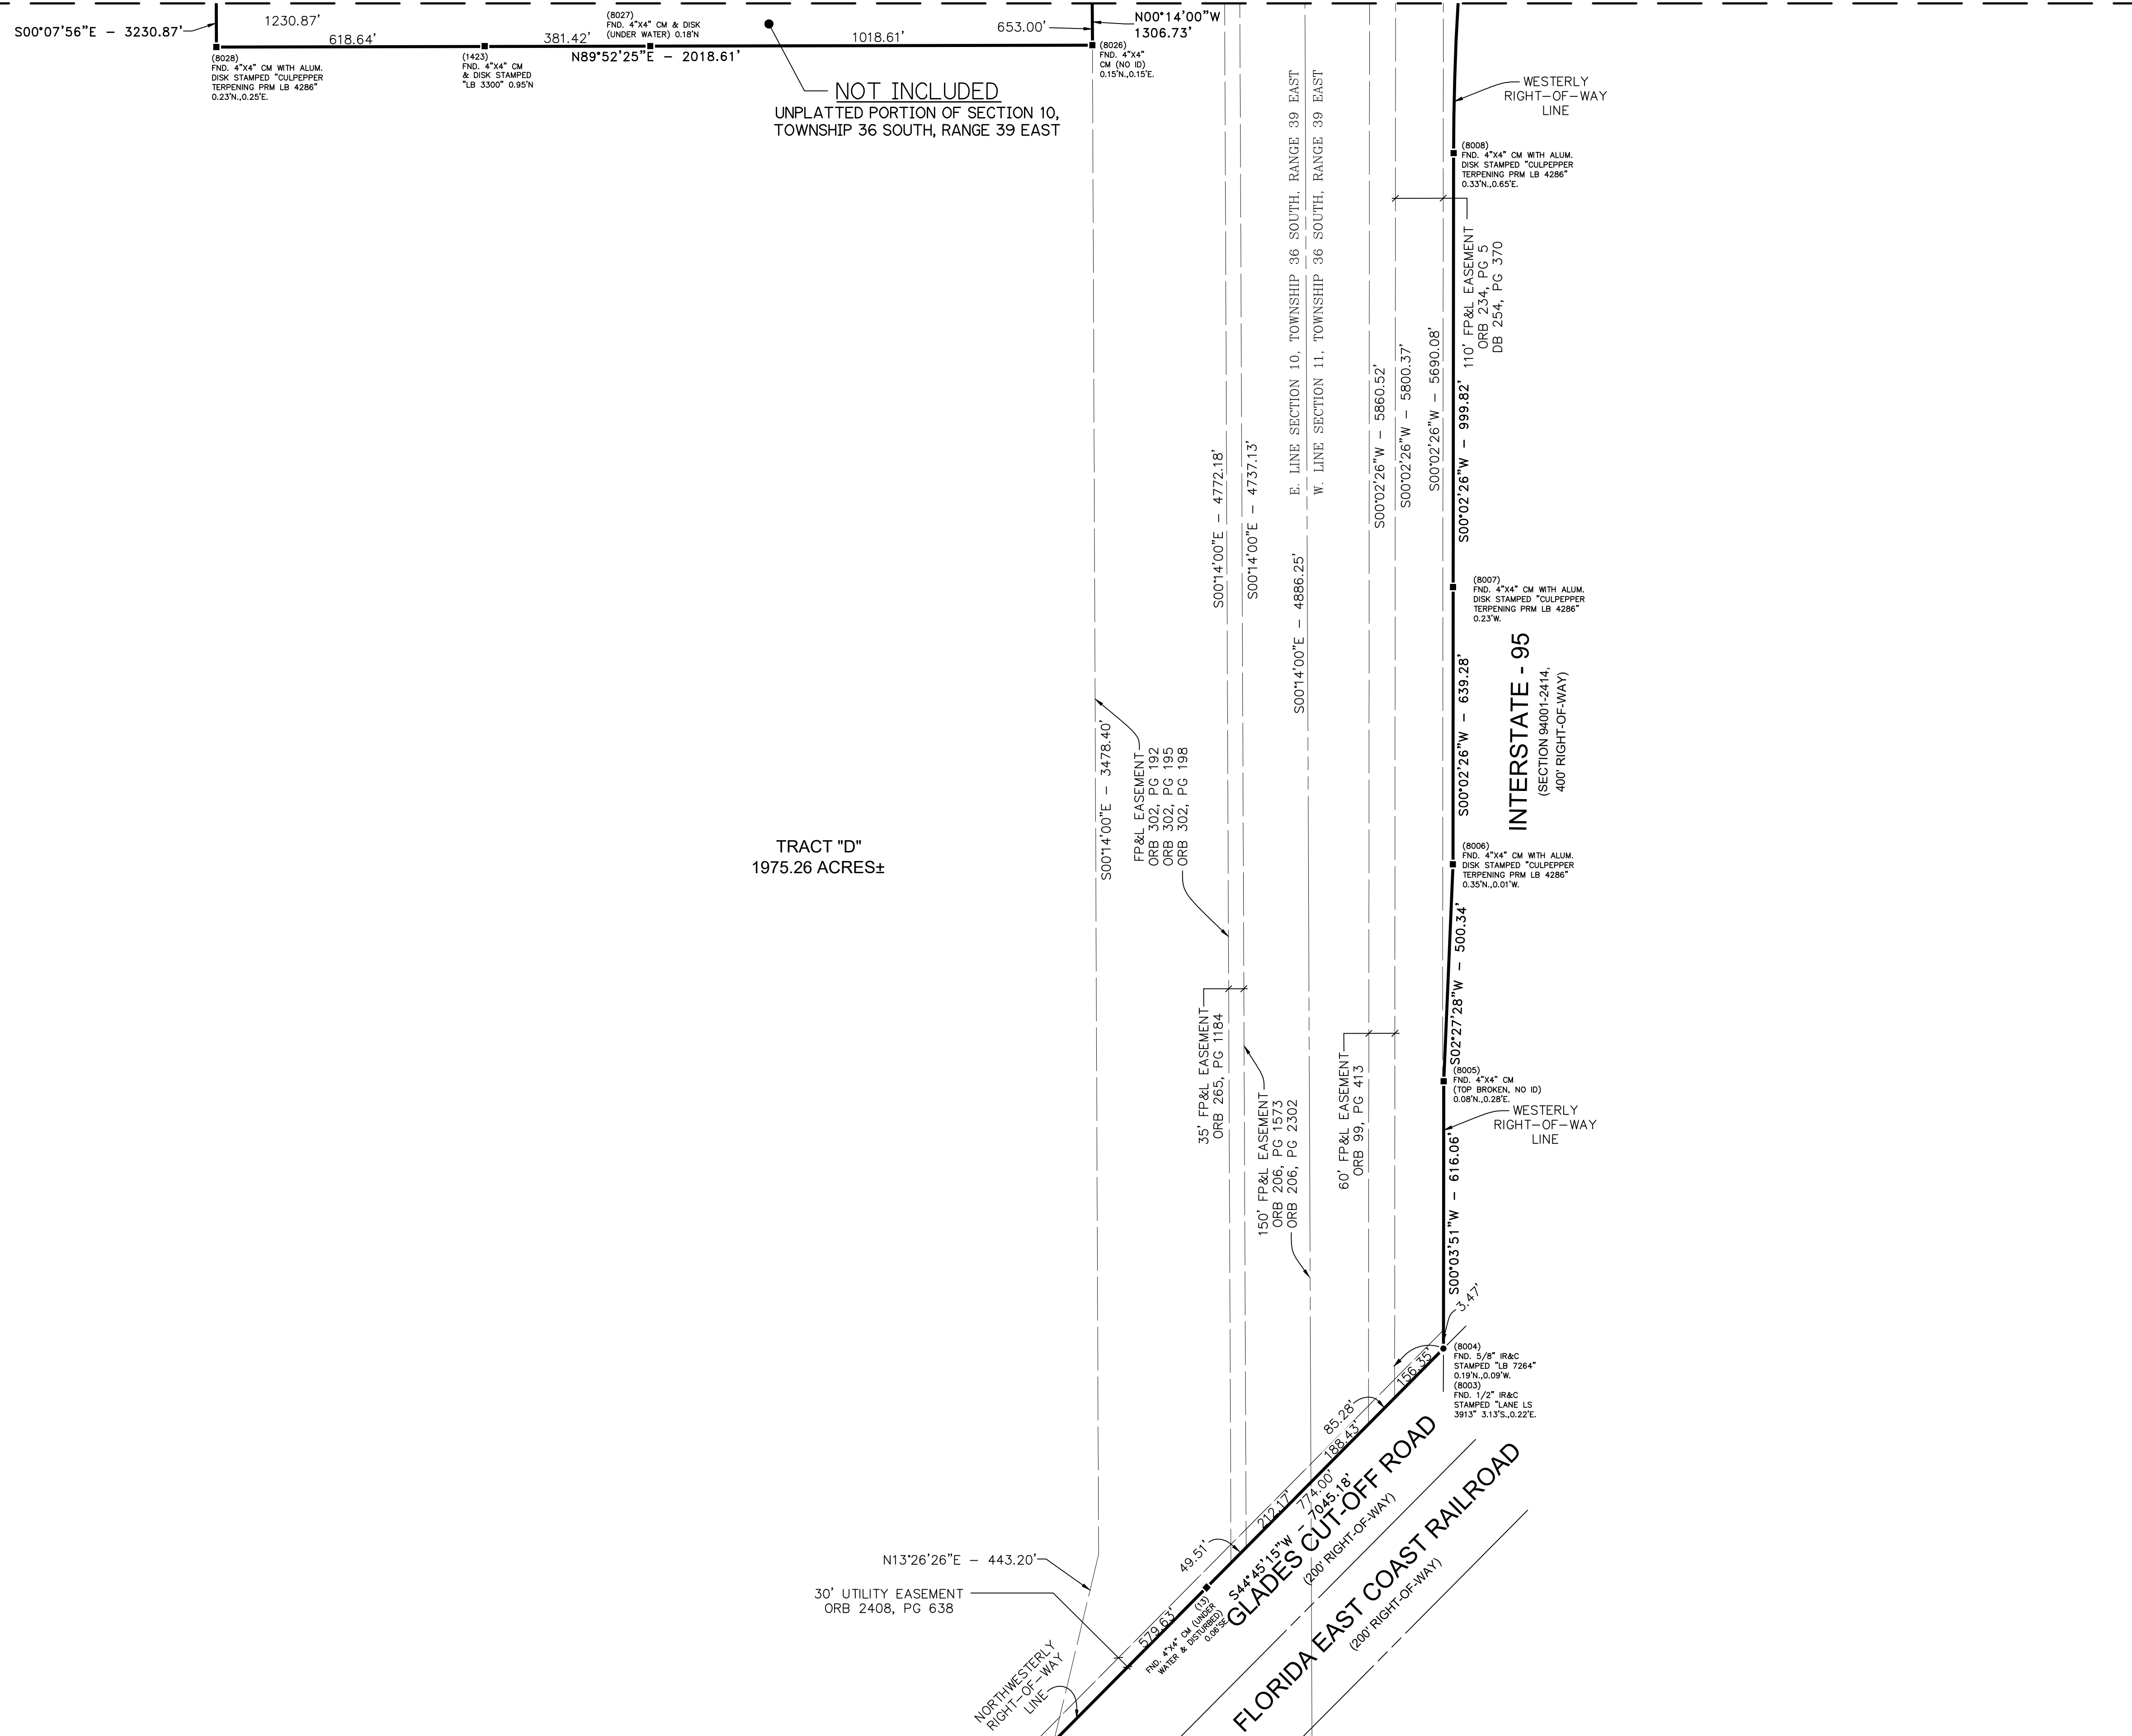 S00°07'56"E – 3230.87'
1230.87'
618.64'
(8028)
FND. 4"X4" CM WITH ALUM.
DISK STAMPED "CULPEPPER
TERPENING PRM LB 4286"
0.23'N.,0.25'E.
(1423)
FND. 4"X4" CM
& DISK STAMPED
"LB 3300" 0.95'N
381.42'
(8027)
FND. 4"X4" CM & DISK
(UNDER WATER) 0.18'N
N89°52'25"E – 2018.61'
1018.61'
653.00'
N00°14'00"W
1306.73'
(8026)
FND. 4"X4"
CM (NO ID)
0.15'N.,0.15'E.
NOT INCLUDED
UNPLATTED PORTION OF SECTION 10,
TOWNSHIP 36 SOUTH, RANGE 39 EAST
E. LINE SECTION 10, TOWNSHIP 36 SOUTH, RANGE 39 EAST
W. LINE SECTION 11, TOWNSHIP 36 SOUTH, RANGE 39 EAST
WESTERLY
RIGHT–OF–WAY
LINE
(8008)
FND. 4"X4" CM WITH ALUM.
DISK STAMPED "CULPEPPER
TERPENING PRM LB 4286"
0.33'N.,0.65'E.
110' FP&L EASEMENT
ORB 234, PG 5
DB 254, PG 370
S00°14'00"E – 4772.18'
S00°14'00"E – 4737.13'
S00°14'00"E – 4886.25'
S00°02'26"W – 5860.52'
S00°02'26"W – 5800.37'
S00°02'26"W – 5690.08'
S00°02'26"W – 999.82'
(8007)
FND. 4"X4" CM WITH ALUM.
DISK STAMPED "CULPEPPER
TERPENING PRM LB 4286"
0.23'W.
S00°02'26"W – 639.28'
INTERSTATE - 95
(SECTION 94001-2414,
400' RIGHT-OF-WAY)
S00°14'00"E – 3478.40'
FP&L EASEMENT
ORB 302, PG 192
ORB 302, PG 195
ORB 302, PG 198
TRACT "D"
1975.26 ACRES±
(8006)
FND. 4"X4" CM WITH ALUM.
DISK STAMPED "CULPEPPER
TERPENING PRM LB 4286"
0.35'N.,0.01'W.
S02°27'28"W – 500.34'
35' FP&L EASEMENT
ORB 265, PG 1184
150' FP&L EASEMENT
ORB 206, PG 1573
ORB 206, PG 2302
60' FP&L EASEMENT
ORB 99, PG 413
(8005)
FND. 4"X4" CM
(TOP BROKEN, NO ID)
0.08'N.,0.28'E.
WESTERLY
RIGHT–OF–WAY
LINE
S00°03'51"W – 616.06'
3.47'
(8004)
FND. 5/8" IR&C
STAMPED "LB 7264"
0.19'N.,0.09'W.
(8003)
FND. 1/2" IR&C
STAMPED "LANE LS
3913" 3.13'S.,0.22'E.
156.35'
85.28'
188.43'
774.00'
212.17'
S44°45'15"W – 7045.18'
49.51'
GLADES CUT-OFF ROAD
(200' RIGHT-OF-WAY)
FLORIDA EAST COAST RAILROAD
(200' RIGHT-OF-WAY)
N13°26'26"E – 443.20'
30' UTILITY EASEMENT
ORB 2408, PG 638
579.63'
(13)
FND. 4"X4" CM (UNDER
WATER & DISTURBED)
0.06'SE.
NORTHWESTERLY
RIGHT–OF–WAY
LINE